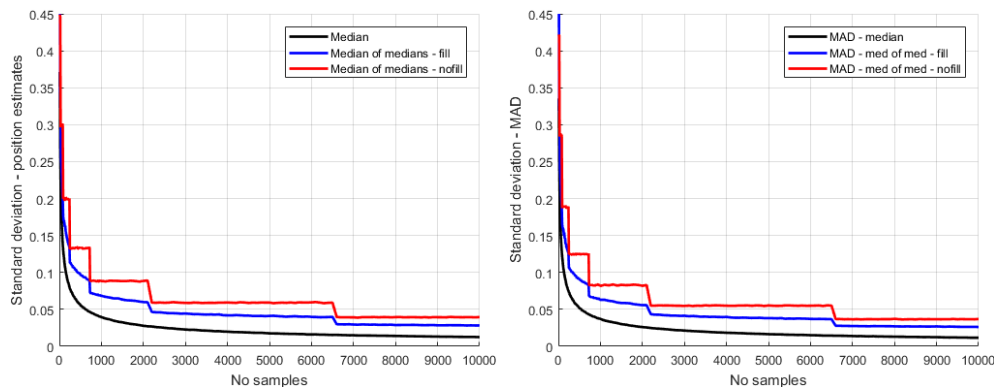 Standard deviation - position estimates
0.45
0.4
0.35
0.3
0.25
0.2
0.15
0.1
0.05
0
Median
Median of medians - fill
Median of medians - nofill
0 1000 2000 3000 4000 5000 6000 7000 8000 9000 10000
No samples
Standard deviation - MAD
0.45
0.4
0.35
0.3
0.25
0.2
0.15
0.1
0.05
0
MAD - median
MAD - med of med - fill
MAD - med of med - nofill
0 1000 2000 3000 4000 5000 6000 7000 8000 9000 10000
No samples